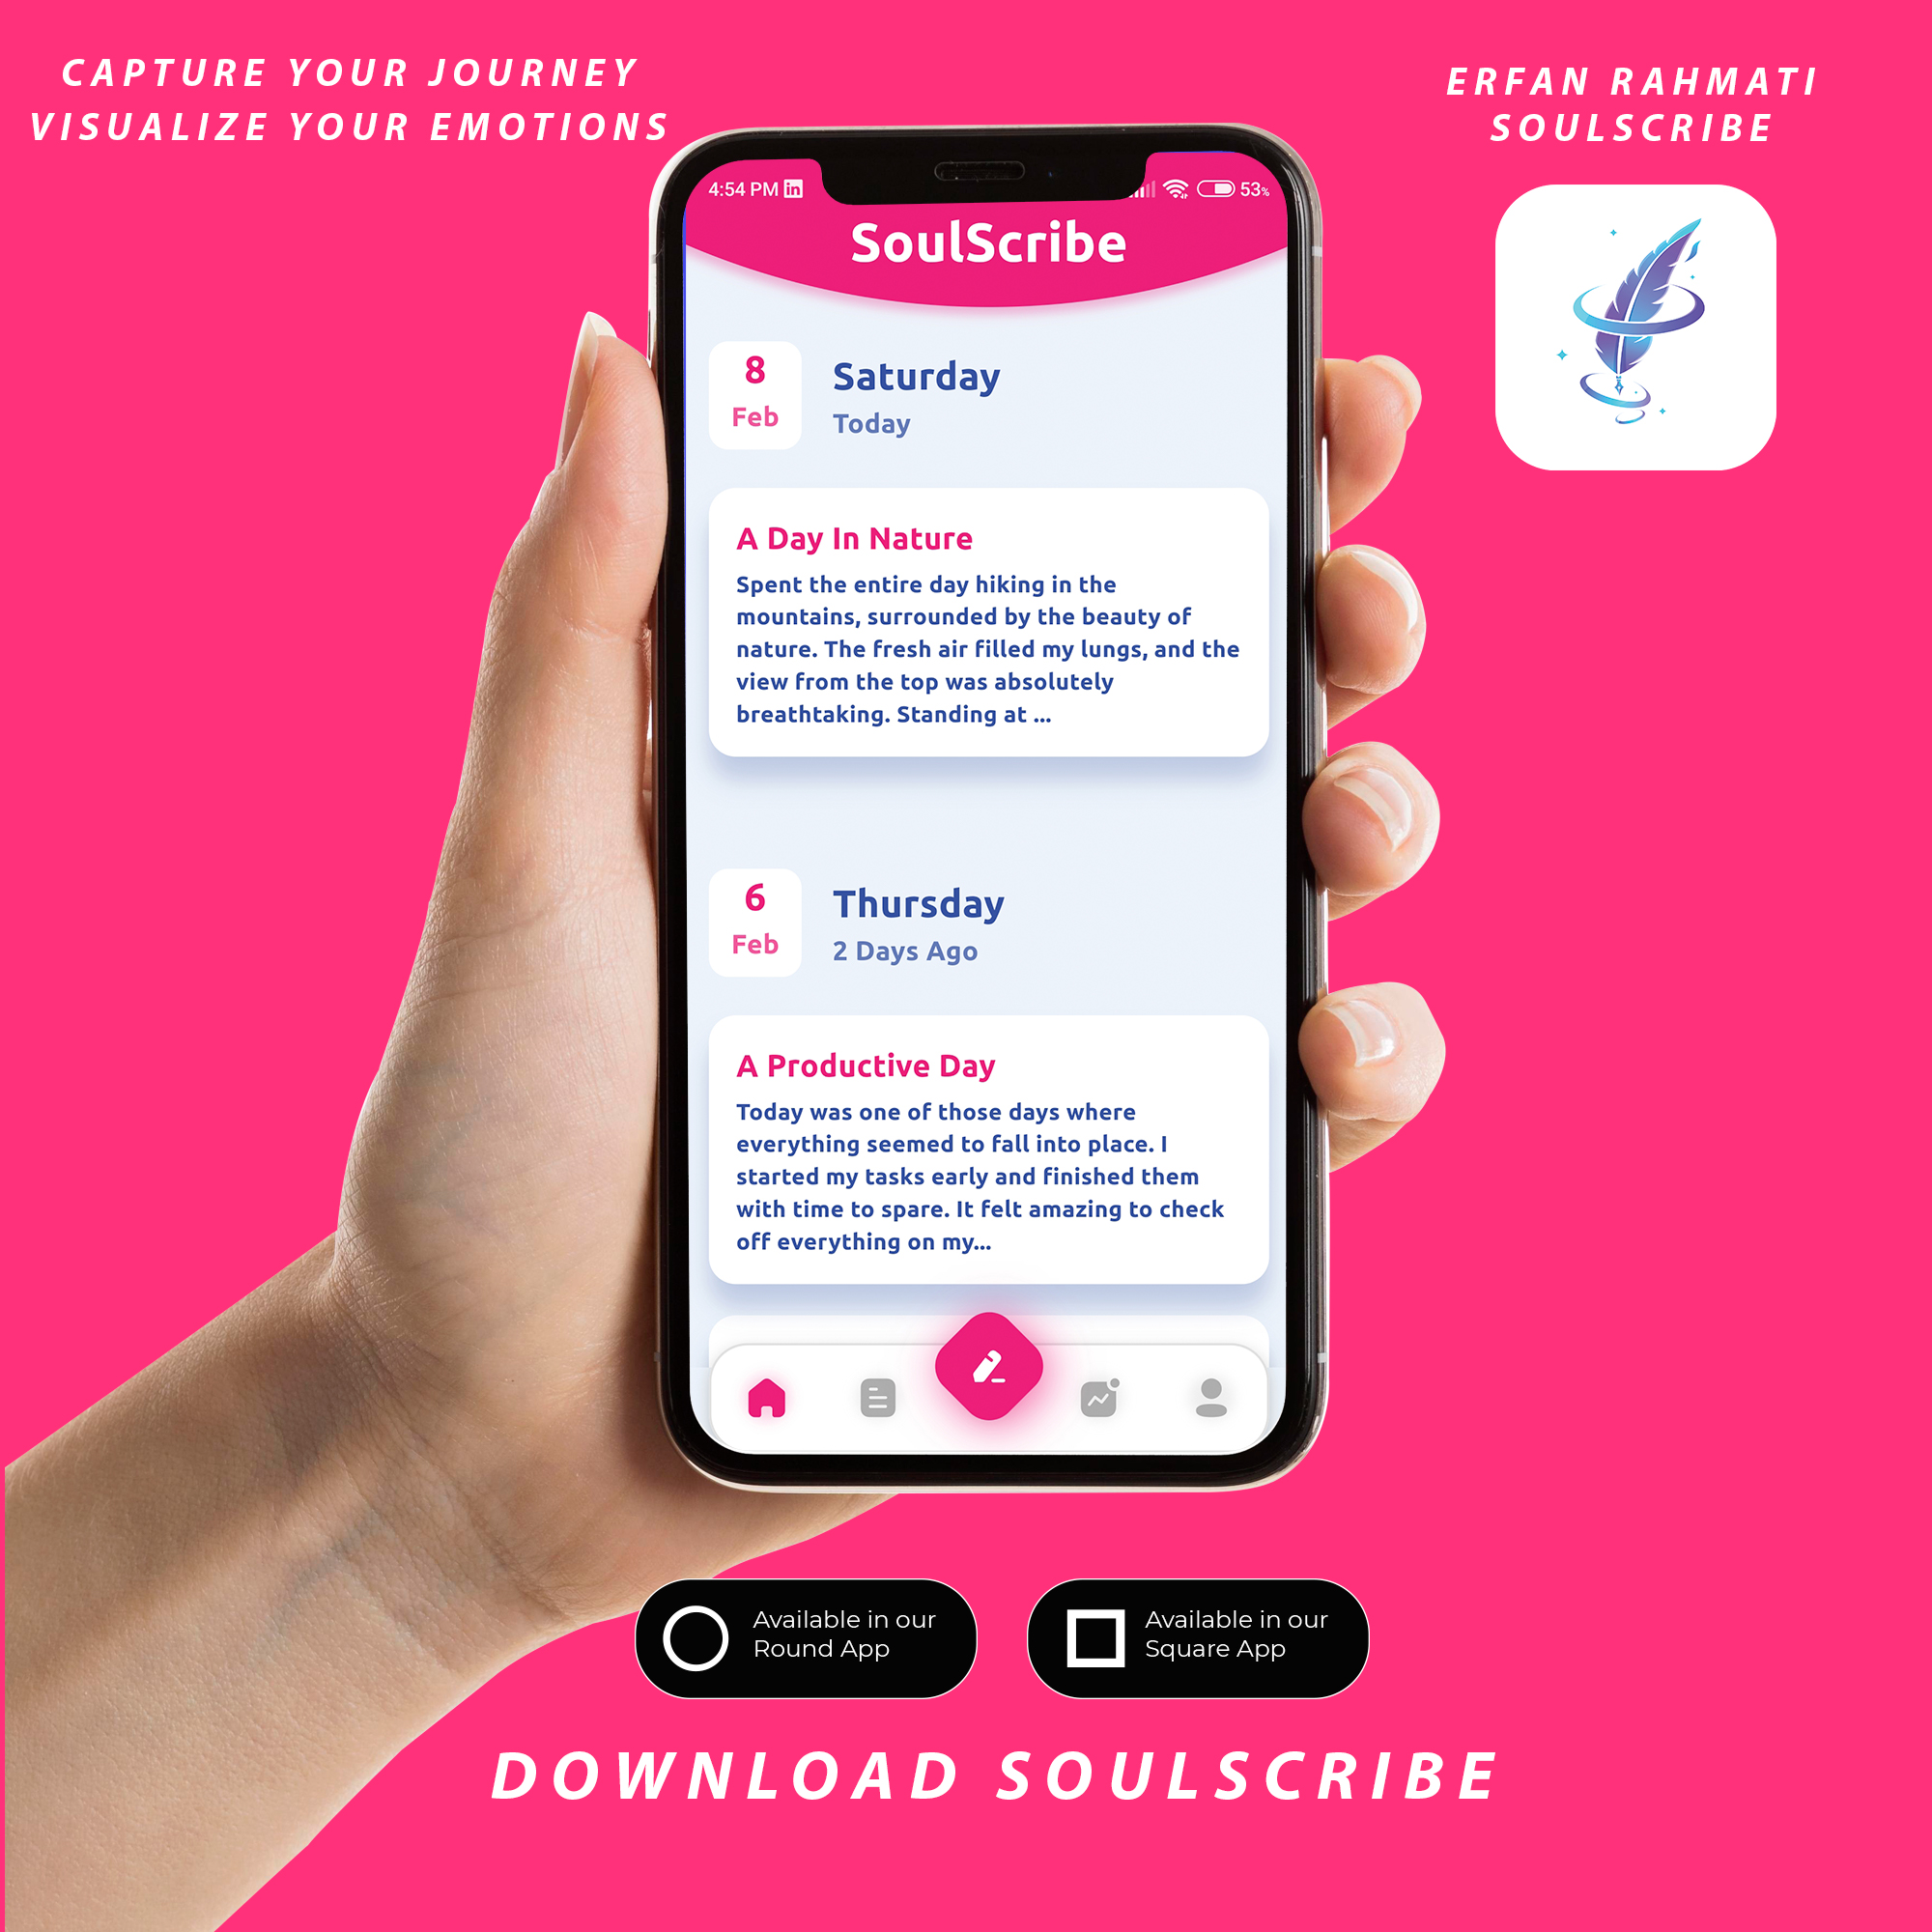 CAPTURE YOUR JOURNEY
VISUALIZE YOUR EMOTIONS
ERFAN RAHMATI
SOULSCRIBE
4:54 PM in
53%
SoulScribe
8
Feb
Saturday
Today
A Day In Nature
Spent the entire day hiking in the
mountains, surrounded by the beauty of
nature. The fresh air filled my lungs, and the
view from the top was absolutely
breathtaking. Standing at ...
6
Feb
Thursday
2 Days Ago
A Productive Day
Today was one of those days where
everything seemed to fall into place. I
started my tasks early and finished them
with time to spare. It felt amazing to check
off everything on my...
Available in our
Round App
Available in our
Square App
DOWNLOAD SOULSCRIBE